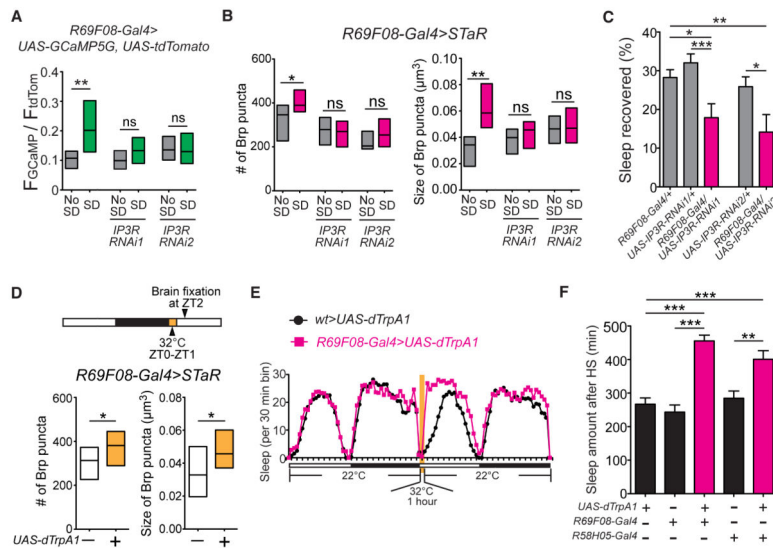 A
R69F08-Gal4>
UAS-GCaMP5G, UAS-tdTomato
FGCaMP / FtdTom
0.4
0.3
0.2
0.1
0.0
**
ns
ns
No SD
SD
No SD
SD
No SD
SD
IP3R RNAi1
IP3R RNAi2
B
R69F08-Gal4>STaR
# of Brp puncta
600
400
200
0
*
ns
ns
No SD
SD
No SD
SD
No SD
SD
IP3R RNAi1
IP3R RNAi2
Size of Brp puncta (µm³)
0.10
0.08
0.06
0.04
0.02
0.00
**
ns
ns
No SD
SD
No SD
SD
No SD
SD
IP3R RNAi1
IP3R RNAi2
C
Sleep recovered (%)
40
30
20
10
0
**
*
***
*
R69F08-Gal4/+
UAS-IP3R-RNAi1/+
R69F08-Gal4/
UAS-IP3R-RNAi1
UAS-IP3R-RNAi2/+
R69F08-Gal4/
D
Brain fixation
at ZT2
32°C
ZT0-ZT1
R69F08-Gal4>STaR
# of Brp puncta
600
400
200
0
*
Size of Brp puncta (µm³)
0.08
0.06
0.04
0.02
0.00
*
UAS-dTrpA1
—
+
—
+
E
wt>UAS-dTrpA1
R69F08-Gal4>UAS-dTrpA1
Sleep (per 30 min bin)
30
20
10
0
22°C
22°C
32°C
1 hour
F
Sleep amount after HS (min)
500
400
300
200
100
0
***
***
***
**
UAS-dTrpA1 + – + – +
R69F08-Gal4 – + + – –
R58H05-Gal4 – – – + +